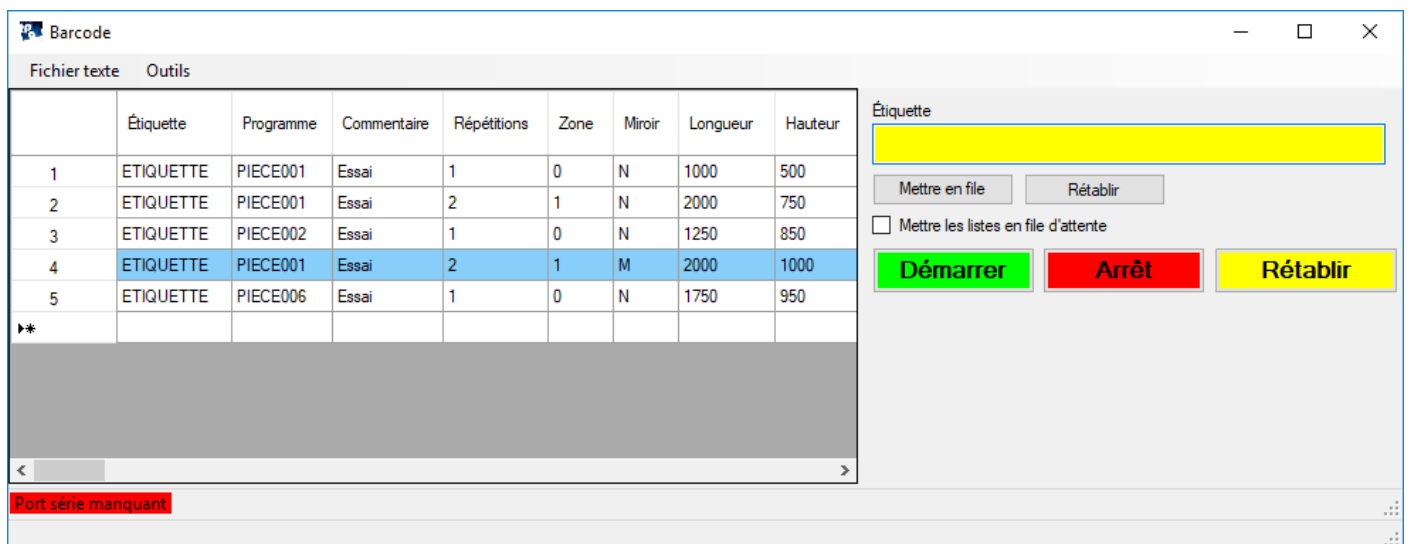 Barcode
Fichier texte Outils
Étiquette Programme Commentaire Répétitions Zone Miroir Longueur Hauteur
1 ETIQUETTE PIECE001 Essai 1 0 N 1000 500
2 ETIQUETTE PIECE001 Essai 2 1 N 2000 750
3 ETIQUETTE PIECE002 Essai 1 0 N 1250 850
4 ETIQUETTE PIECE001 Essai 2 1 M 2000 1000
5 ETIQUETTE PIECE006 Essai 1 0 N 1750 950
Étiquette
Mettre en file Rétablir
Mettre les listes en file d'attente
Démarrer Arrêt Rétablir
Port série manquant